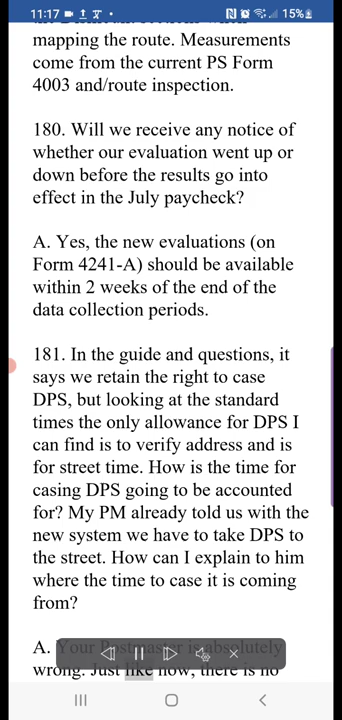 11:17
15%
mapping the route. Measurements
come from the current PS Form
4003 and/route inspection.
180. Will we receive any notice of
whether our evaluation went up or
down before the results go into
effect in the July paycheck?
A. Yes, the new evaluations (on
Form 4241-A) should be available
within 2 weeks of the end of the
data collection periods.
181. In the guide and questions, it
says we retain the right to case
DPS, but looking at the standard
times the only allowance for DPS I
can find is to verify address and is
for street time. How is the time for
casing DPS going to be accounted
for? My PM already told us with the
new system we have to take DPS to
the street. How can I explain to him
where the time to case it is coming
from?
A. Your Postmaster is absolutely
wrong. Just like now, there is no